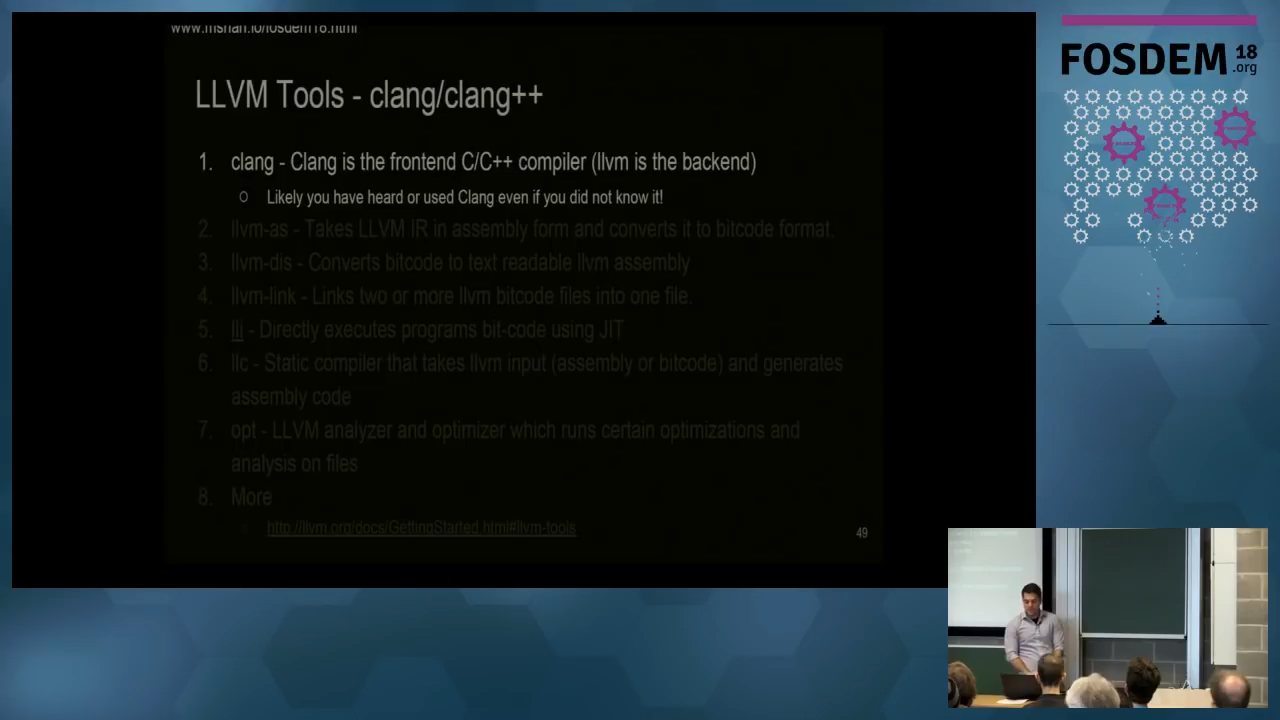 www.mshah.io/fosdem18.html
LLVM Tools - clang/clang++
1. clang - Clang is the frontend C/C++ compiler (llvm is the backend)
o Likely you have heard or used Clang even if you did not know it!
2. llvm-as - Takes LLVM IR in assembly form and converts it to bitcode format.
3. llvm-dis - Converts bitcode to text readable llvm assembly
4. llvm-link - Links two or more llvm bitcode files into one file.
5. lli - Directly executes programs bit-code using JIT
6. llc - Static compiler that takes llvm input (assembly or bitcode) and generates
assembly code
7. opt - LLVM analyzer and optimizer which runs certain optimizations and
analysis on files
8. More
http://llvm.org/docs/GettingStarted.html#llvm-tools
49
FOSDEM 18
.org